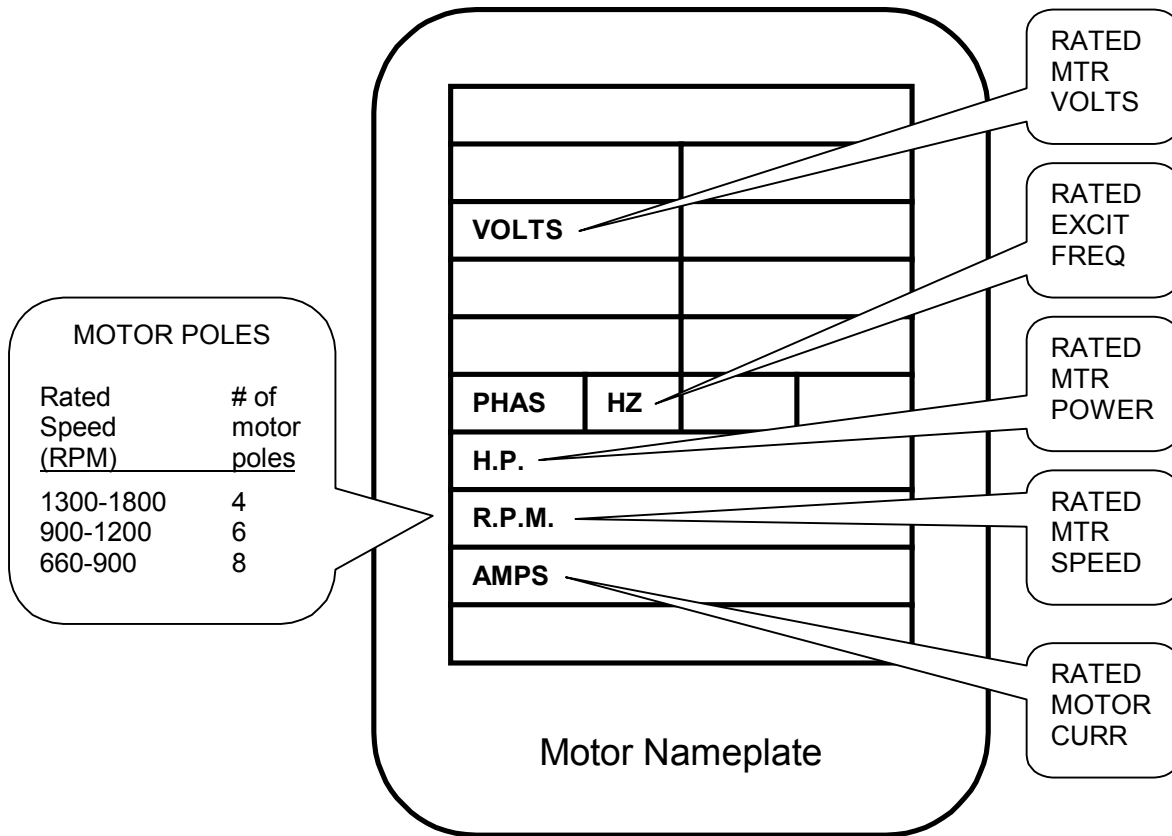 RATED
MTR
VOLTS
RATED
EXCIT
FREQ
RATED
MTR
POWER
RATED
MTR
SPEED
RATED
MOTOR
CURR
VOLTS
PHAS HZ
H.P.
R.P.M.
AMPS
Motor Nameplate
MOTOR POLES
Rated # of
Speed motor
(RPM) poles
1300-1800 4
900-1200 6
660-900 8